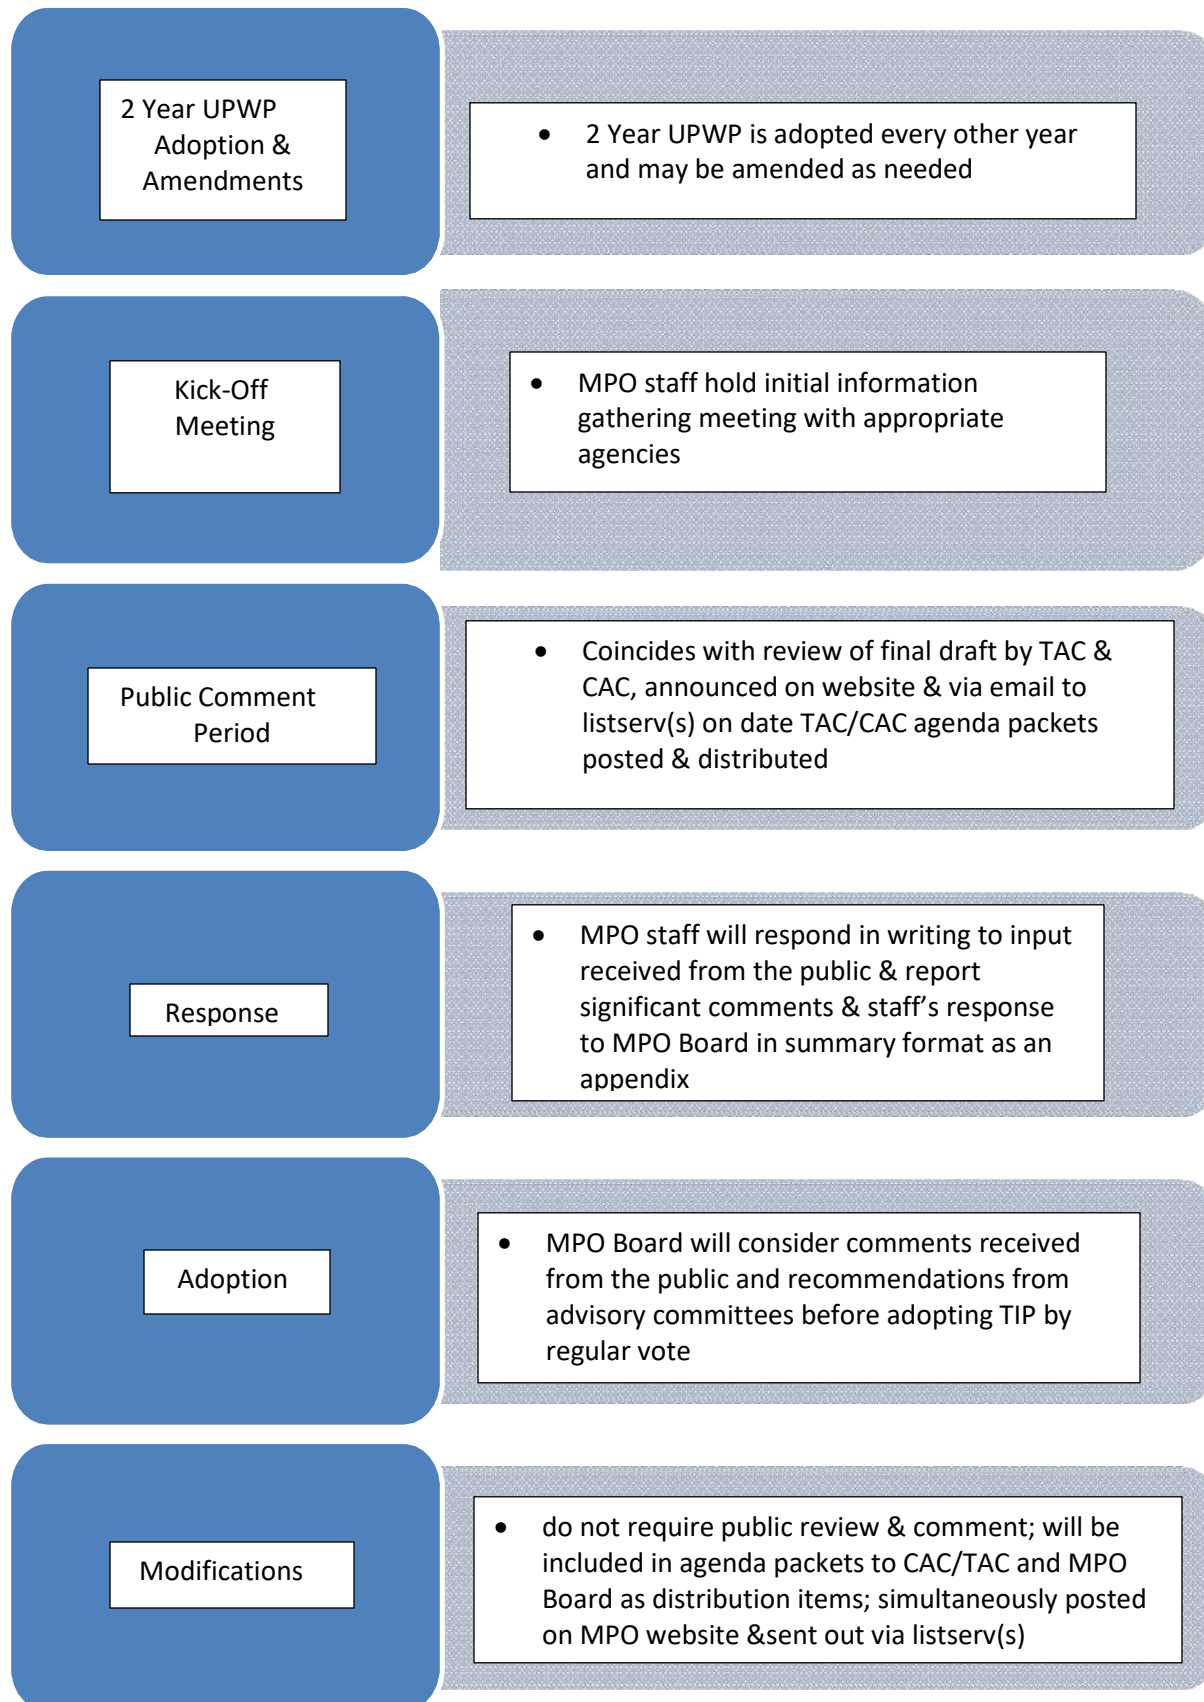 2 Year UPWP
Adoption &
Amendments
• 2 Year UPWP is adopted every other year
and may be amended as needed
Kick-Off
Meeting
• MPO staff hold initial information
gathering meeting with appropriate
agencies
Public Comment
Period
• Coincides with review of final draft by TAC &
CAC, announced on website & via email to
listserv(s) on date TAC/CAC agenda packets
posted & distributed
Response
• MPO staff will respond in writing to input
received from the public & report
significant comments & staff’s response
to MPO Board in summary format as an
appendix
Adoption
• MPO Board will consider comments received
from the public and recommendations from
advisory committees before adopting TIP by
regular vote
Modifications
• do not require public review & comment; will be
included in agenda packets to CAC/TAC and MPO
Board as distribution items; simultaneously posted
on MPO website &sent out via listserv(s)